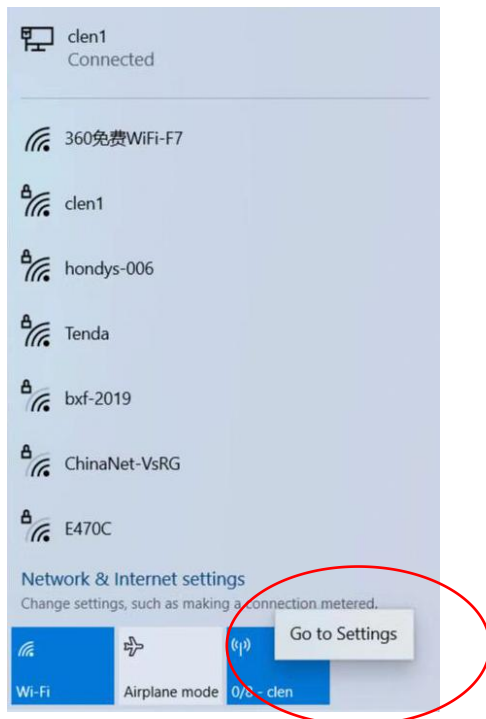 clen1
Connected
360免费WiFi-F7
clen1
hondys-006
Tenda
bxf-2019
ChinaNet-VsRG
E470C
Network & Internet settings
Change settings, such as making a connection metered.
Go to Settings
Wi-Fi
Airplane mode
0/8 - clen